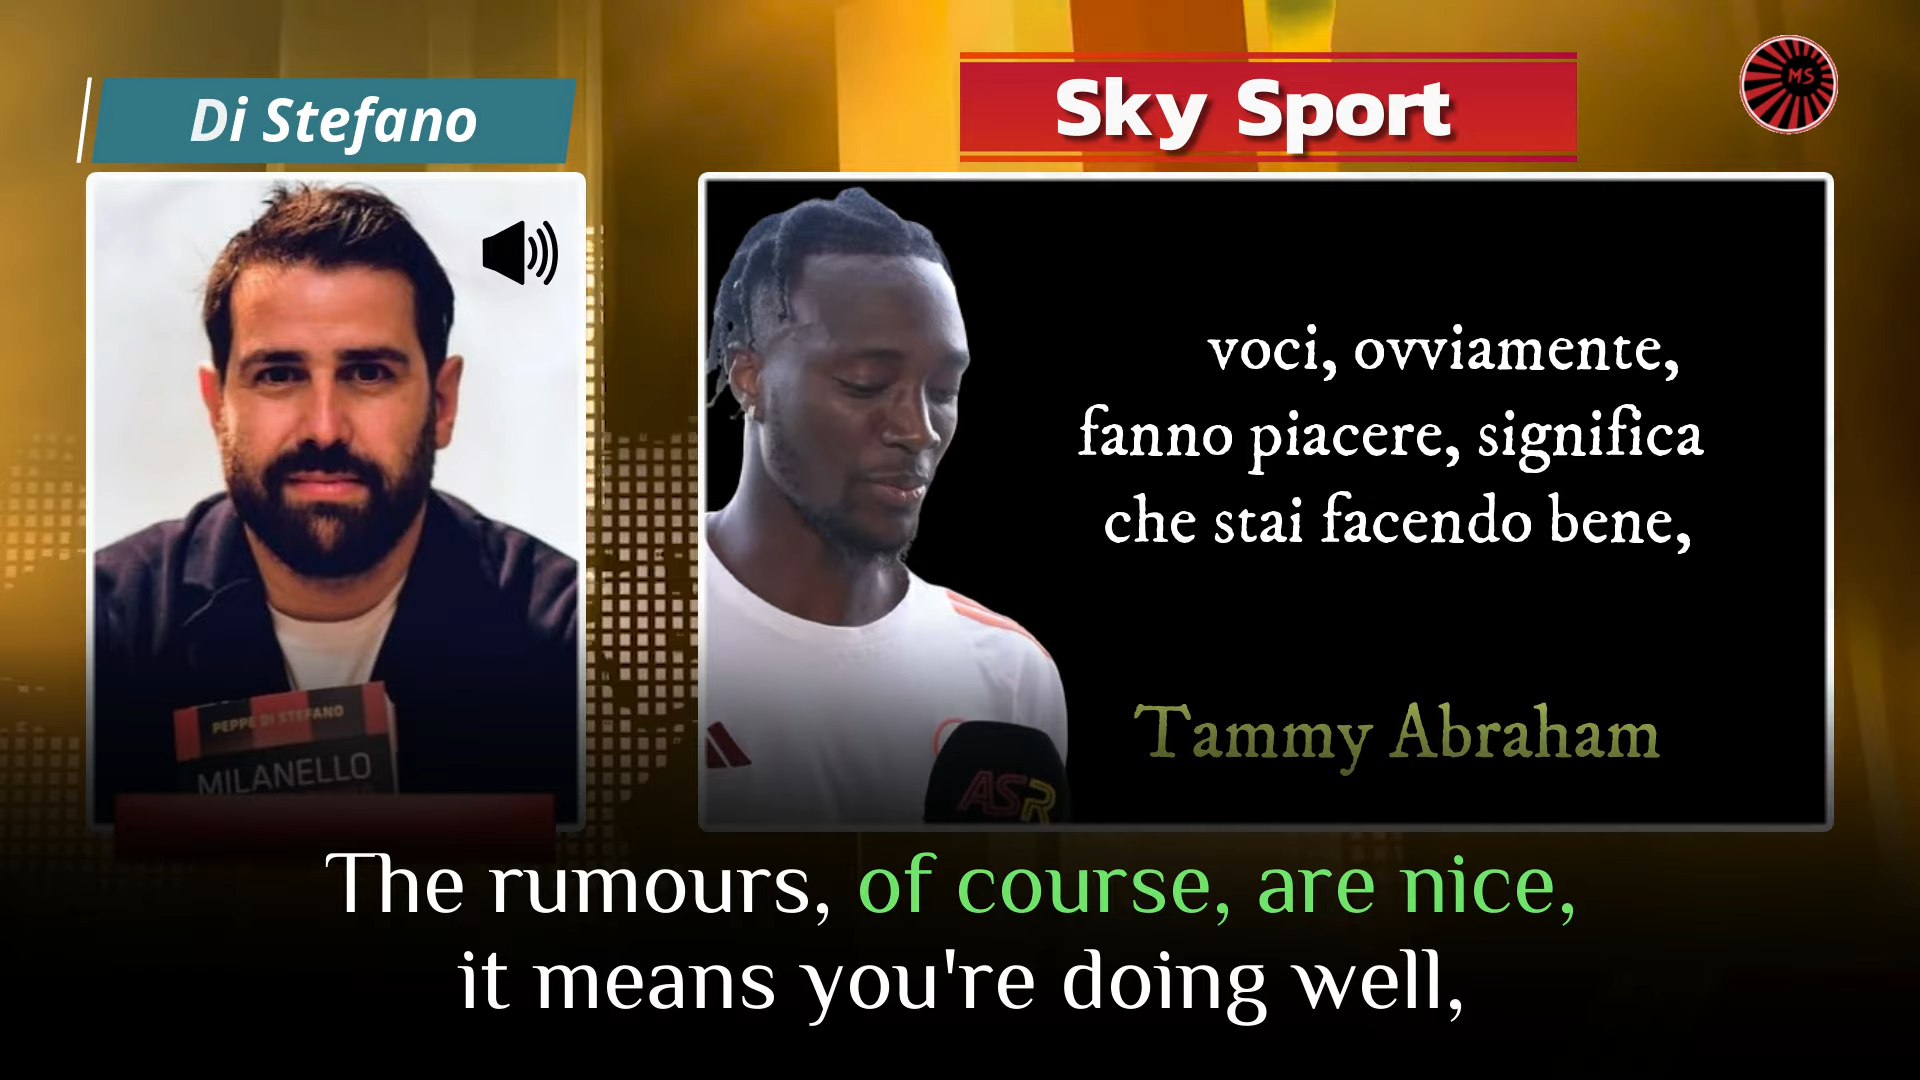 Di Stefano
Sky Sport
MS
voci, ovviamente,
fanno piacere, significa
che stai facendo bene,
PEPPE DI STEFANO
MILANELLO
ASR
Tammy Abraham
The rumours, of course, are nice,
it means you're doing well,